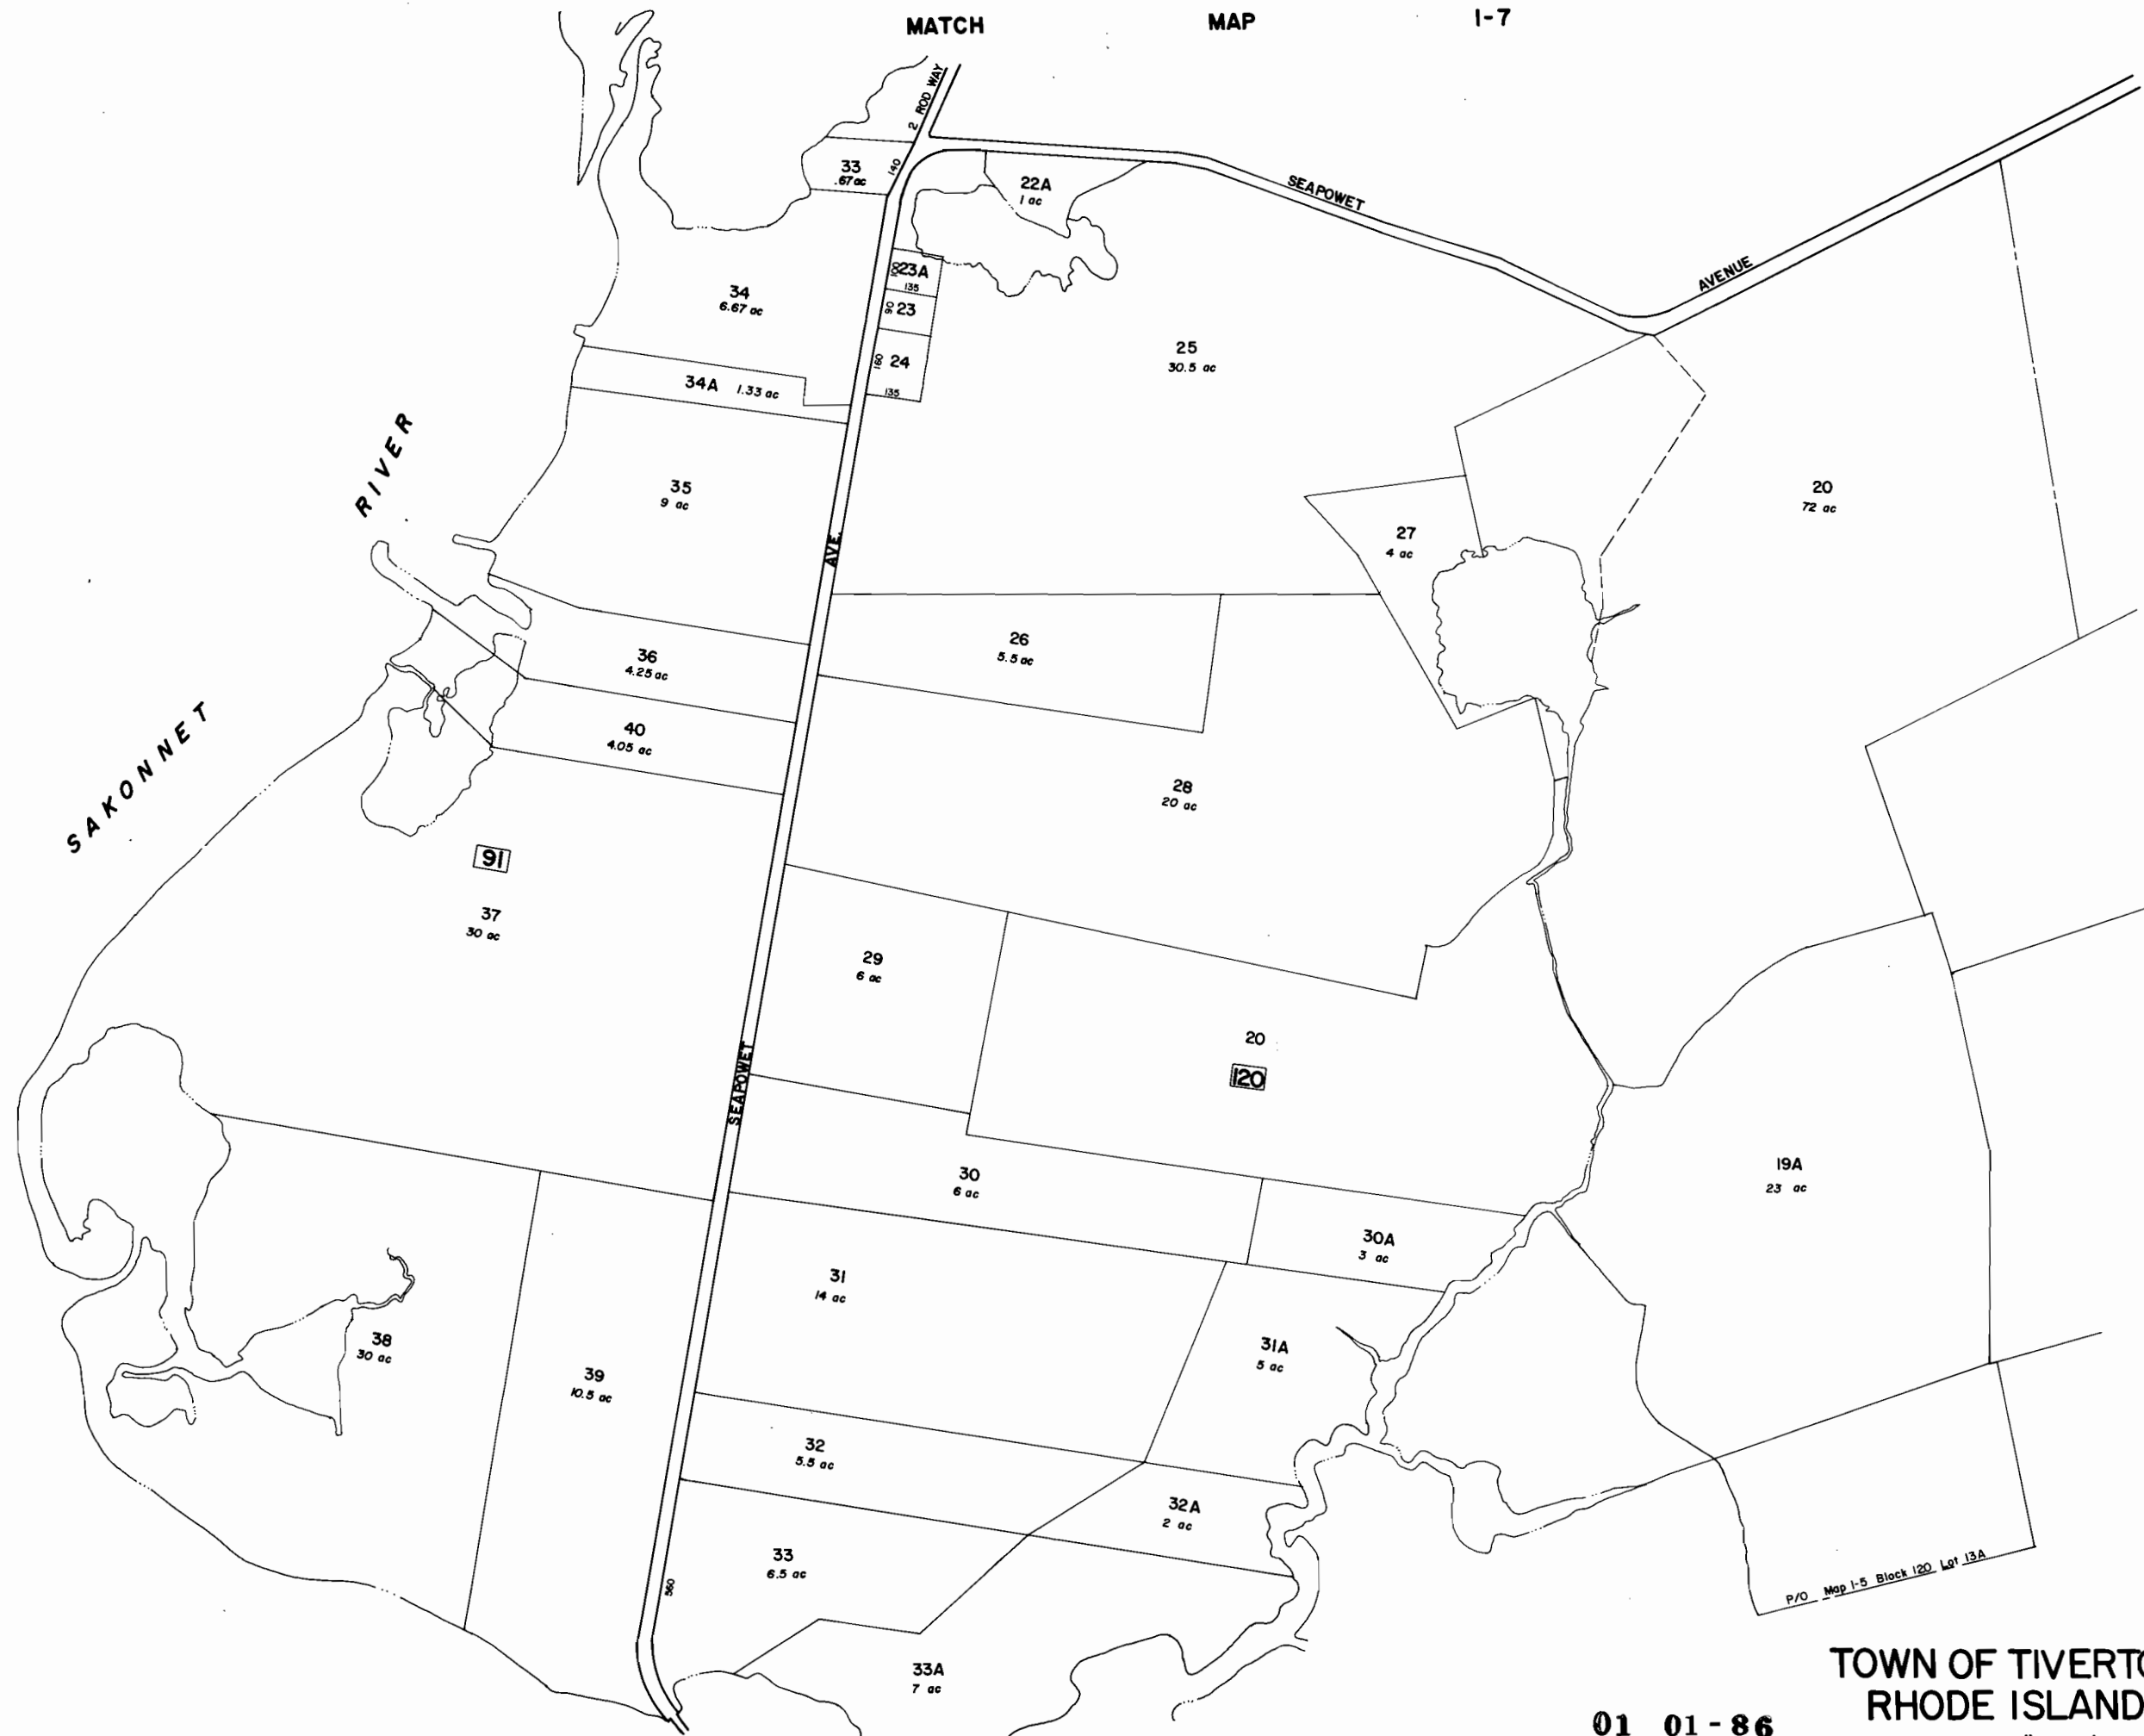 MATCH MAP 1-7
2 ROD WAY
33
.67 ac
140
22A
1 ac
SEAPOWET AVENUE
23A
100
135
23
90
24
160
135
34
6.67 ac
34A 1.33 ac
25
30.5 ac
20
72 ac
35
9 ac
27
4 ac
SAKONNET RIVER
SEAPOWET AVE.
36
4.25 ac
26
5.5 ac
40
4.05 ac
28
20 ac
91
37
30 ac
29
6 ac
20
120
30
6 ac
30A
3 ac
19A
23 ac
31
14 ac
31A
5 ac
38
30 ac
39
10.5 ac
32
5.5 ac
32A
2 ac
33
6.5 ac
560
33A
7 ac
P/O Map 1-5 Block 120 Lot 13A
TOWN OF TIVERTO
RHODE ISLAND
01 01-86